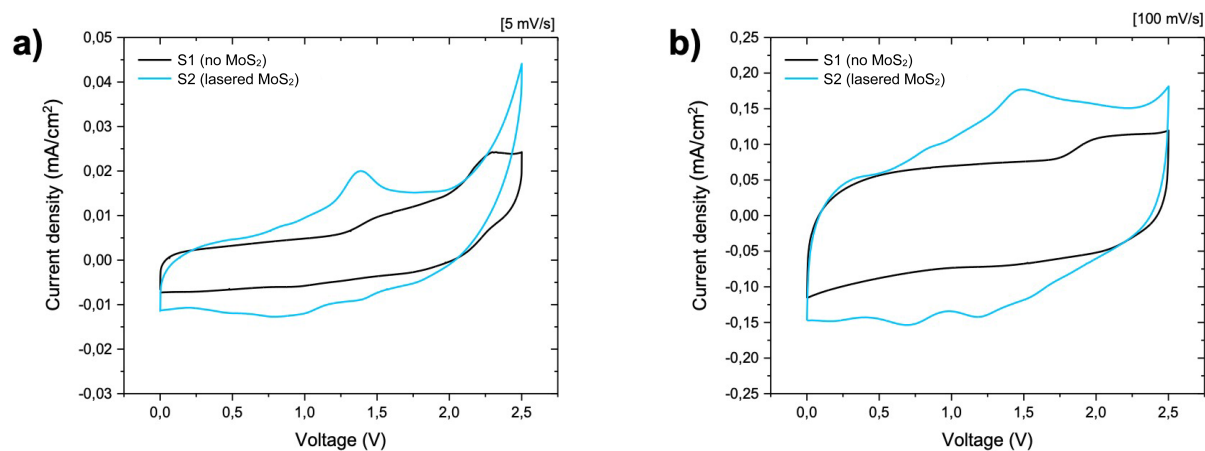 a)
[5 mV/s]
S1 (no MoS₂)
S2 (lasered MoS₂)
0,05
0,04
0,03
0,02
0,01
0,00
-0,01
-0,02
-0,03
Current density (mA/cm²)
0,0 0,5 1,0 1,5 2,0 2,5
Voltage (V)
b)
[100 mV/s]
S1 (no MoS₂)
S2 (lasered MoS₂)
0,25
0,20
0,15
0,10
0,05
0,00
-0,05
-0,10
-0,15
-0,20
-0,25
Current density (mA/cm²)
0,0 0,5 1,0 1,5 2,0 2,5
Voltage (V)